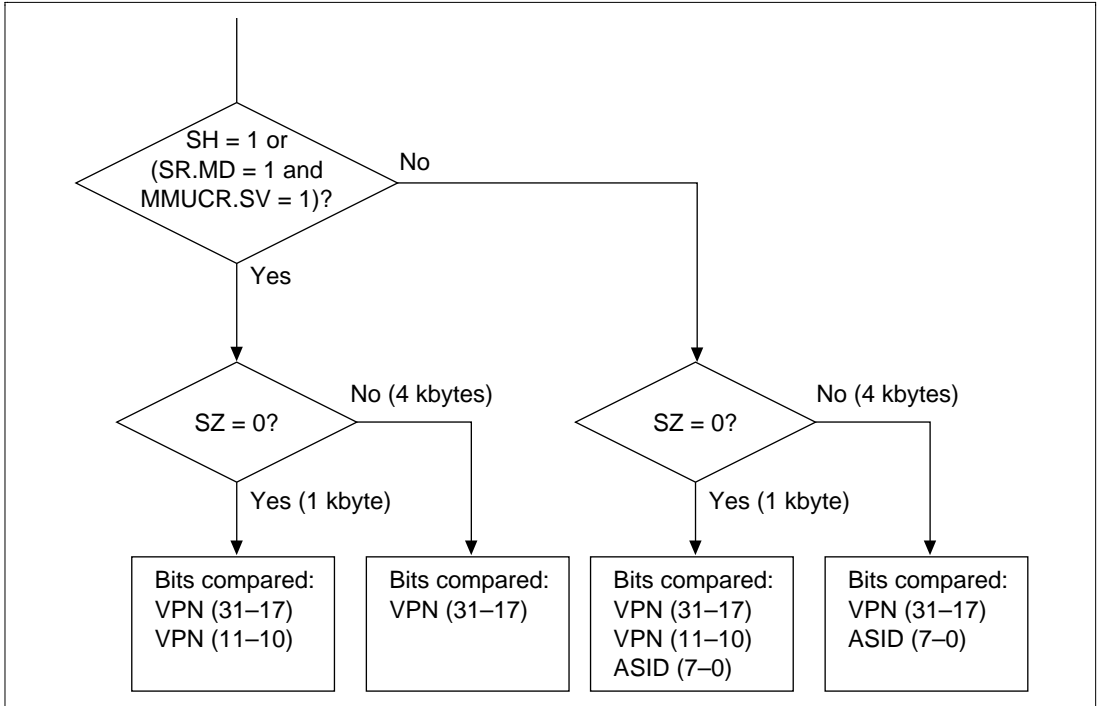 SH = 1 or
(SR.MD = 1 and
MMUCR.SV = 1)?
No
Yes
SZ = 0?
No (4 kbytes)
Yes (1 kbyte)
SZ = 0?
No (4 kbytes)
Yes (1 kbyte)
Bits compared:
VPN (31–17)
VPN (11–10)
Bits compared:
VPN (31–17)
Bits compared:
VPN (31–17)
VPN (11–10)
ASID (7–0)
Bits compared:
VPN (31–17)
ASID (7–0)